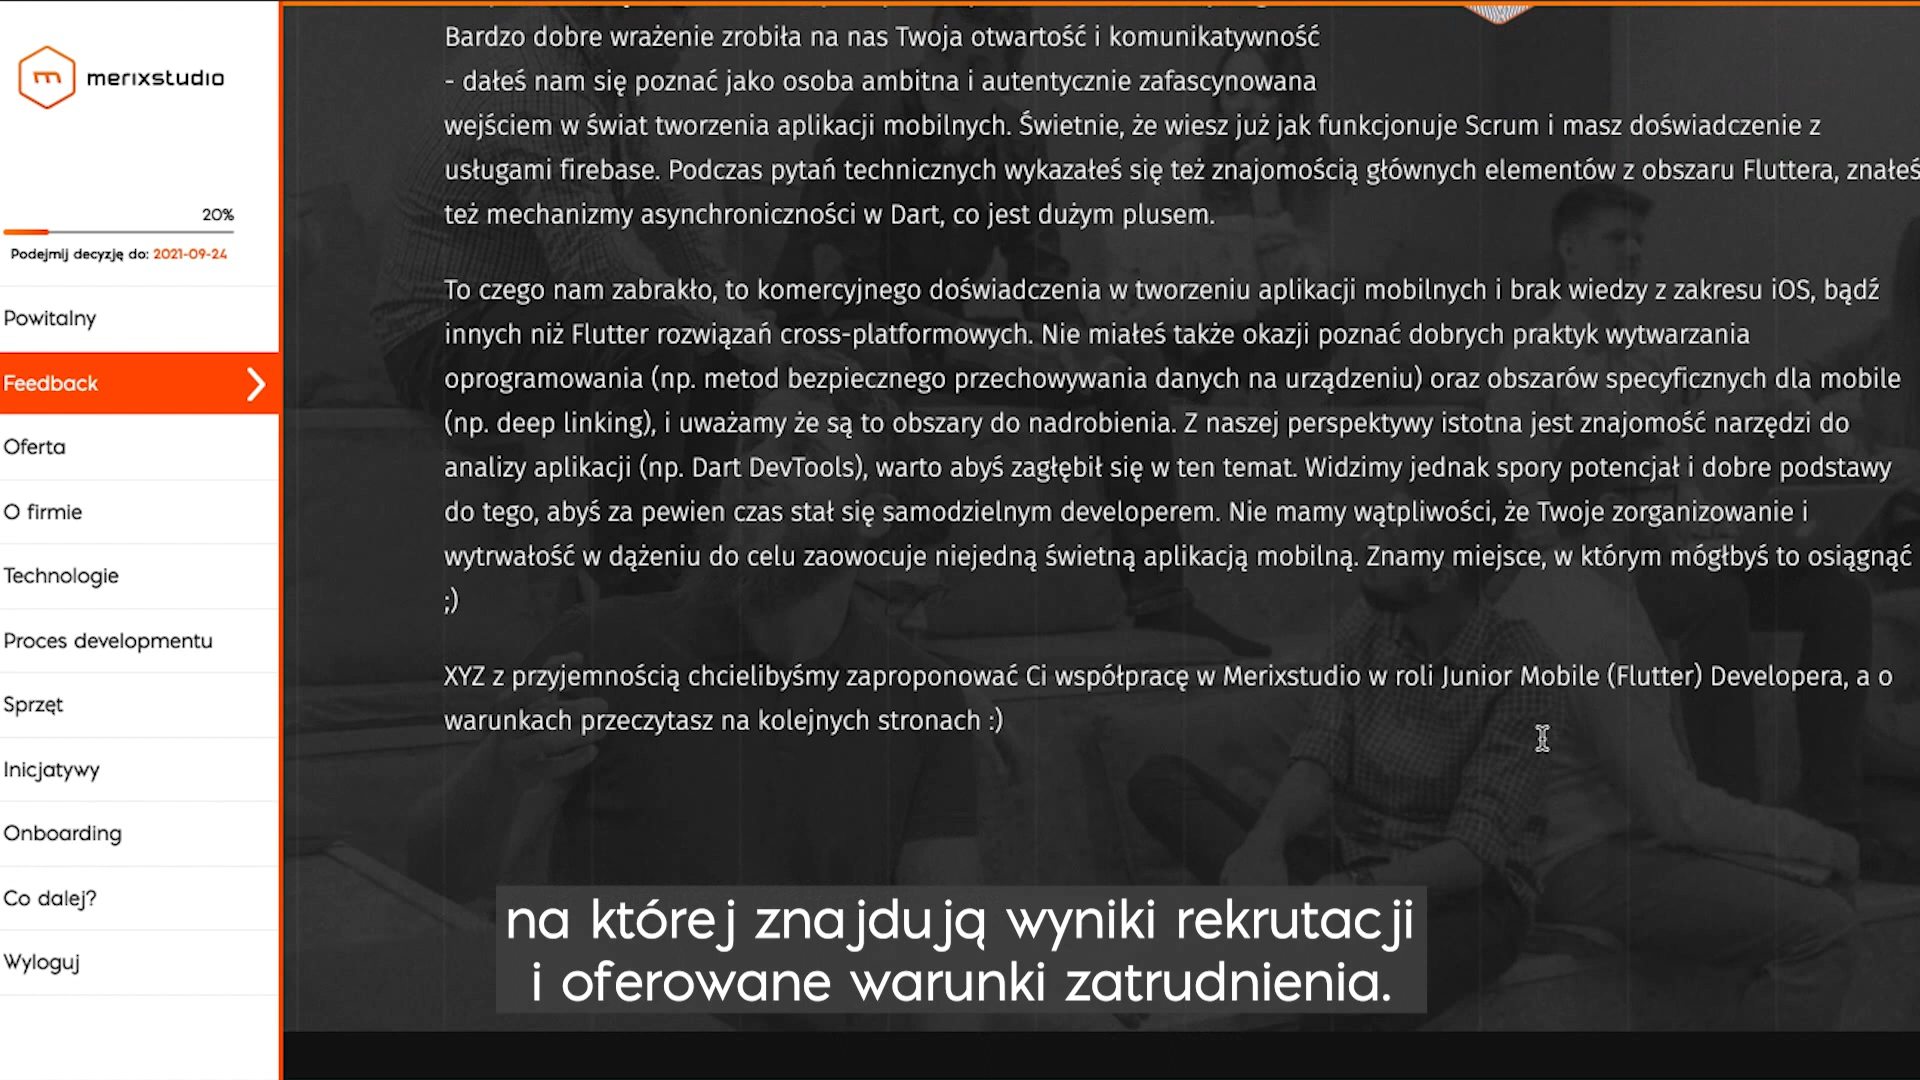 merixstudio
20%
Podejmij decyzję do: 2021-09-24
Powitalny
Feedback
Oferta
O firmie
Technologie
Proces developmentu
Sprzęt
Inicjatywy
Onboarding
Co dalej?
Wyloguj
Bardzo dobre wrażenie zrobiła na nas Twoja otwartość i komunikatywność
- dałeś nam się poznać jako osoba ambitna i autentycznie zafascynowana
wejściem w świat tworzenia aplikacji mobilnych. Świetnie, że wiesz już jak funkcjonuje Scrum i masz doświadczenie z
usługami firebase. Podczas pytań technicznych wykazałeś się też znajomością głównych elementów z obszaru Fluttera, znałeś
też mechanizmy asynchroniczności w Dart, co jest dużym plusem.
To czego nam zabrakło, to komercyjnego doświadczenia w tworzeniu aplikacji mobilnych i brak wiedzy z zakresu iOS, bądź
innych niż Flutter rozwiązań cross-platformowych. Nie miałeś także okazji poznać dobrych praktyk wytwarzania
oprogramowania (np. metod bezpiecznego przechowywania danych na urządzeniu) oraz obszarów specyficznych dla mobile
(np. deep linking), i uważamy że są to obszary do nadrobienia. Z naszej perspektywy istotna jest znajomość narzędzi do
analizy aplikacji (np. Dart DevTools), warto abyś zagłębił się w ten temat. Widzimy jednak spory potencjał i dobre podstawy
do tego, abyś za pewien czas stał się samodzielnym developerem. Nie mamy wątpliwości, że Twoje zorganizowanie i
wytrwałość w dążeniu do celu zaowocuje niejedną świetną aplikacją mobilną. Znamy miejsce, w którym mógłbyś to osiągnąć
;)
XYZ z przyjemnością chcielibyśmy zaproponować Ci współpracę w Merixstudio w roli Junior Mobile (Flutter) Developera, a o
warunkach przeczytasz na kolejnych stronach :)
na której znajdują wyniki rekrutacji
i oferowane warunki zatrudnienia.